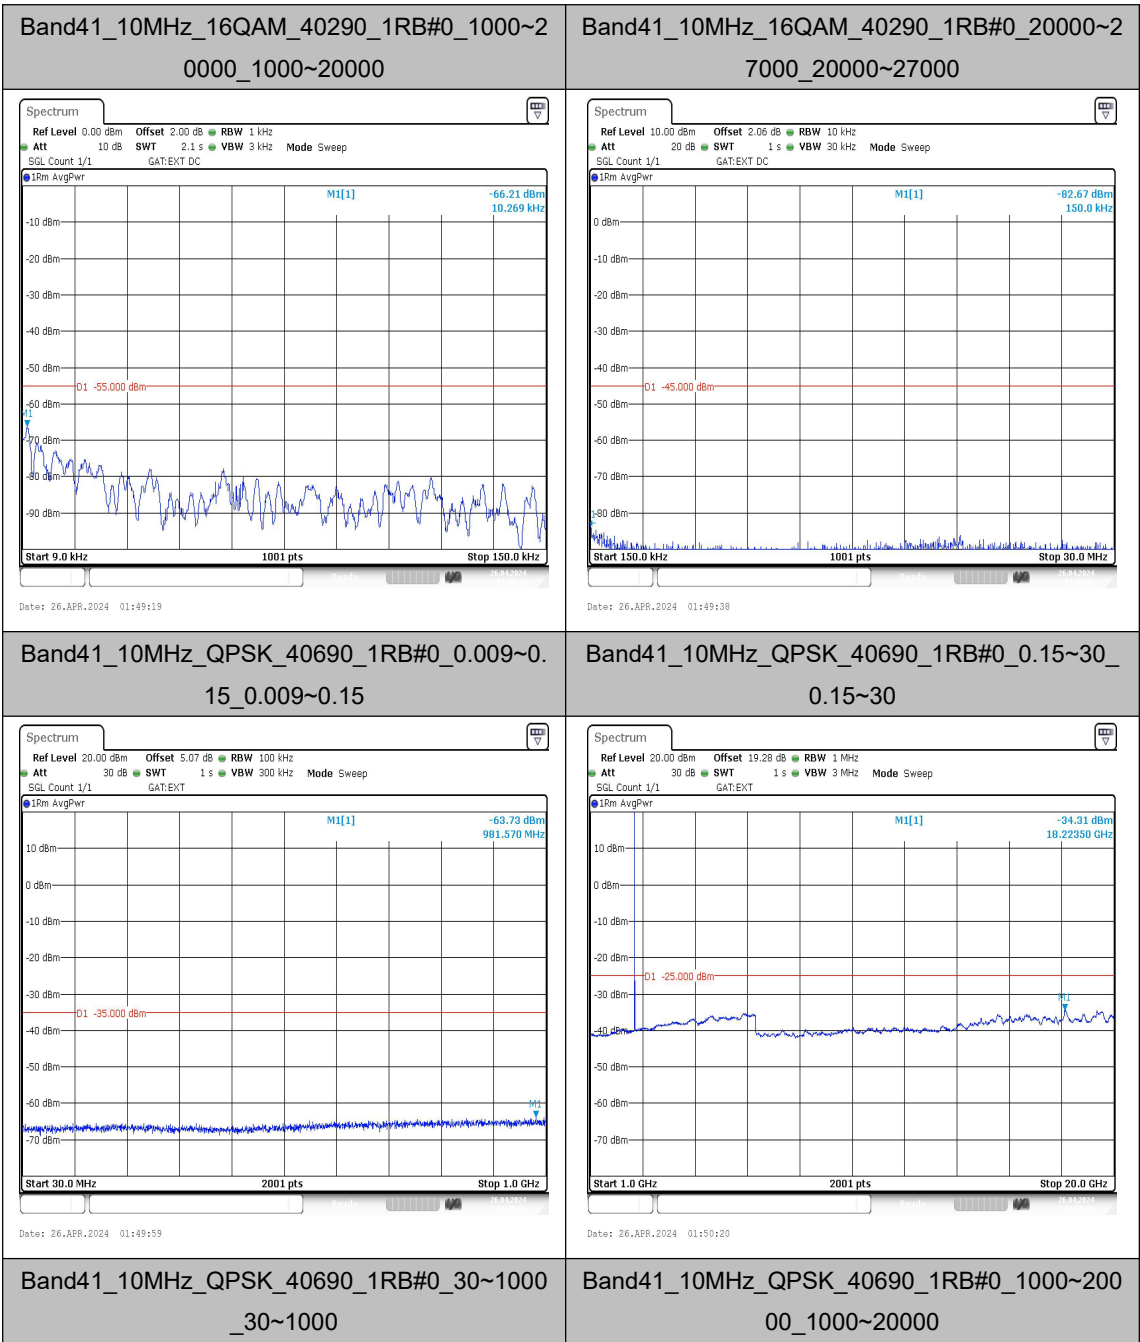 Band41_10MHz_16QAM_40290_1RB#0_1000~2
0000_1000~20000
Band41_10MHz_16QAM_40290_1RB#0_20000~2
7000_20000~27000
Spectrum
Ref Level 0.00 dBm Offset 2.00 dB RBW 1 kHz
Att 10 dB SWT 2.1 s VBW 3 kHz Mode Sweep
SGL Count 1/1 GAT:EXT DC
1Rm AvgPwr
M1[1] -66.21 dBm
10.269 kHz
-10 dBm
-20 dBm
-30 dBm
-40 dBm
-50 dBm
D1 -55.000 dBm
-60 dBm
M1
-70 dBm
-80 dBm
-90 dBm
Start 9.0 kHz 1001 pts Stop 150.0 kHz
Date: 26.APR.2024 01:49:19
Spectrum
Ref Level 10.00 dBm Offset 2.06 dB RBW 10 kHz
Att 20 dB SWT 1 s VBW 30 kHz Mode Sweep
SGL Count 1/1 GAT:EXT DC
1Rm AvgPwr
M1[1] -82.67 dBm
150.0 kHz
0 dBm
-10 dBm
-20 dBm
-30 dBm
-40 dBm
D1 -45.000 dBm
-50 dBm
-60 dBm
-70 dBm
-80 dBm
Start 150.0 kHz 1001 pts Stop 30.0 MHz
Date: 26.APR.2024 01:49:38
Band41_10MHz_QPSK_40690_1RB#0_0.009~0.
15_0.009~0.15
Band41_10MHz_QPSK_40690_1RB#0_0.15~30_
0.15~30
Spectrum
Ref Level 20.00 dBm Offset 5.07 dB RBW 100 kHz
Att 30 dB SWT 1 s VBW 300 kHz Mode Sweep
SGL Count 1/1 GAT:EXT
1Rm AvgPwr
M1[1] -63.73 dBm
981.570 MHz
10 dBm
0 dBm
-10 dBm
-20 dBm
-30 dBm
D1 -35.000 dBm
-40 dBm
-50 dBm
-60 dBm
M1
-70 dBm
Start 30.0 MHz 2001 pts Stop 1.0 GHz
Date: 26.APR.2024 01:49:59
Spectrum
Ref Level 20.00 dBm Offset 19.28 dB RBW 1 MHz
Att 30 dB SWT 1 s VBW 3 MHz Mode Sweep
SGL Count 1/1 GAT:EXT
1Rm AvgPwr
M1[1] -34.31 dBm
18.22350 GHz
10 dBm
0 dBm
-10 dBm
-20 dBm
D1 -25.000 dBm
-30 dBm
M1
-40 dBm
-50 dBm
-60 dBm
-70 dBm
Start 1.0 GHz 2001 pts Stop 20.0 GHz
Date: 26.APR.2024 01:50:20
Band41_10MHz_QPSK_40690_1RB#0_30~1000
_30~1000
Band41_10MHz_QPSK_40690_1RB#0_1000~200
00_1000~20000